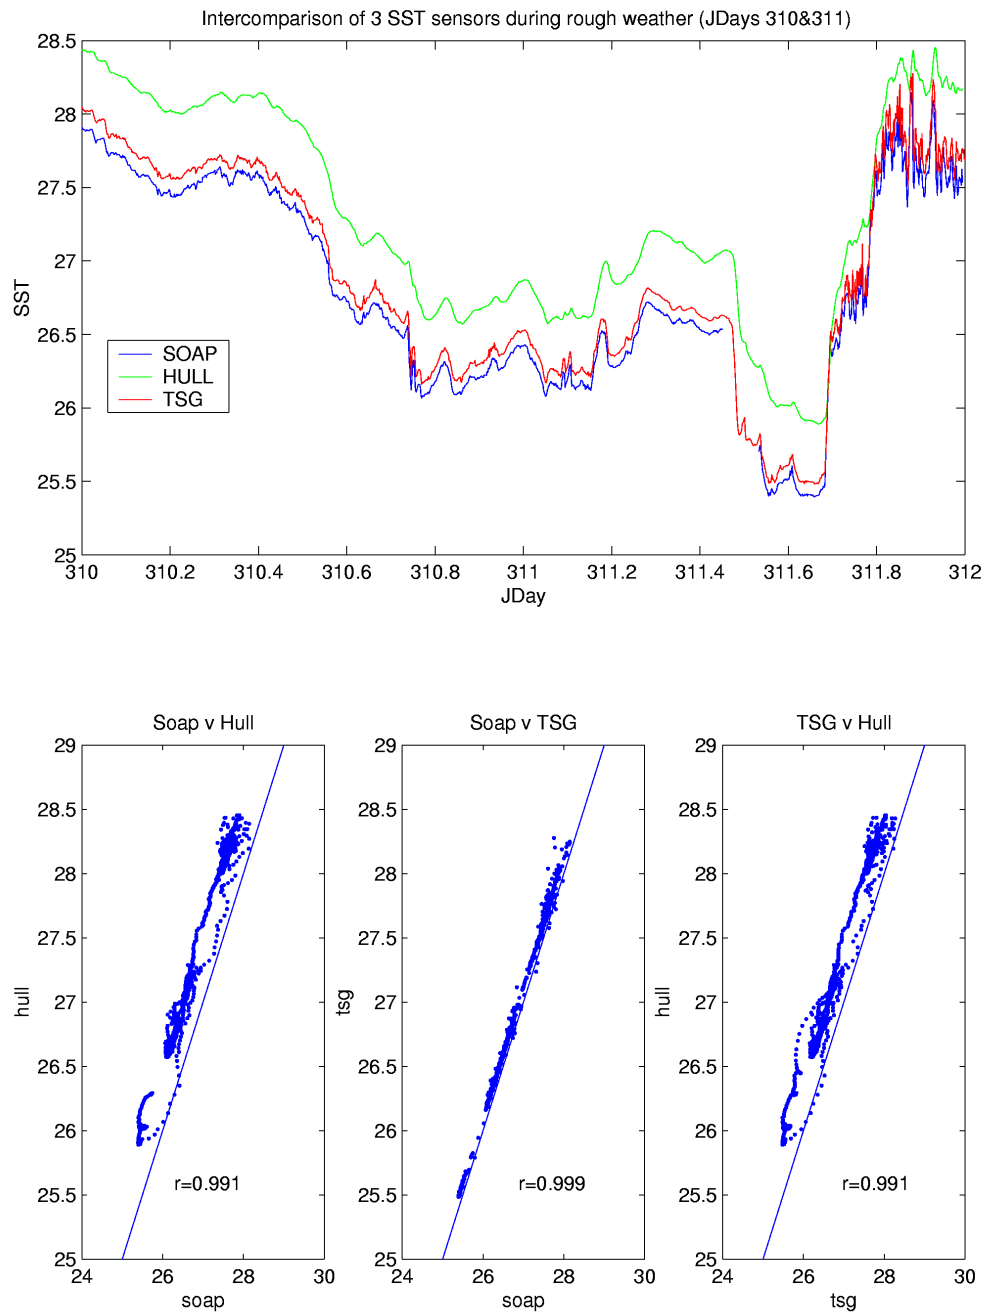 Intercomparison of 3 SST sensors during rough weather (JDays 310&311)
28.5
28
27.5
27
26.5
26
25.5
25
SST
SOAP
HULL
TSG
310 310.2 310.4 310.6 310.8 311 311.2 311.4 311.6 311.8 312
JDay
Soap v Hull
29
28.5
28
27.5
27
26.5
26
25.5
25
hull
r=0.991
24 26 28 30
soap
Soap v TSG
29
28.5
28
27.5
27
26.5
26
25.5
25
tsg
r=0.999
24 26 28 30
soap
TSG v Hull
29
28.5
28
27.5
27
26.5
26
25.5
25
hull
r=0.991
24 26 28 30
tsg